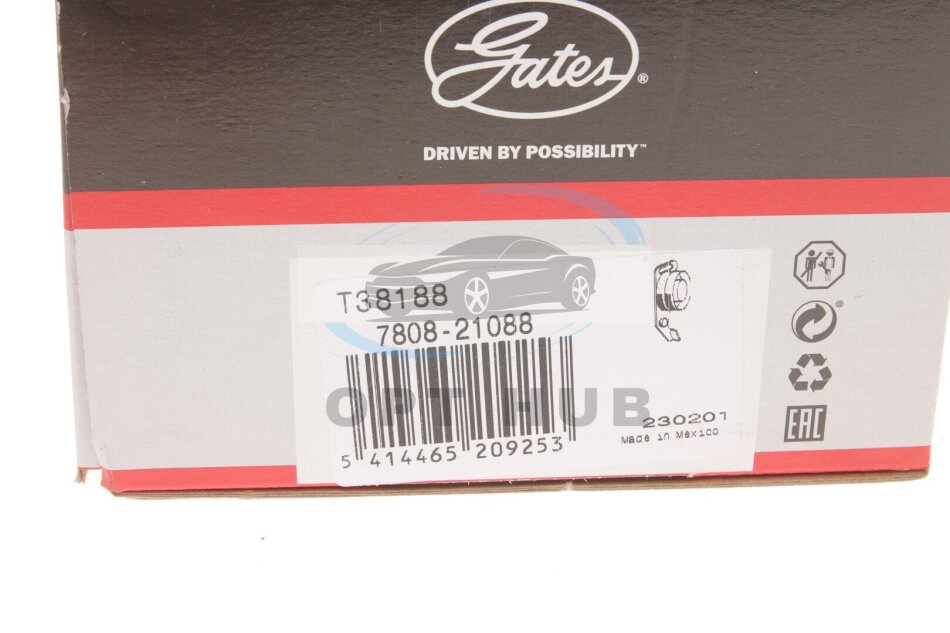 Gates®
DRIVEN BY POSSIBILITY™
T38188
7808-21088
OPT HUB
5 414465 209253
230201
Made in Mexico
®
EAC